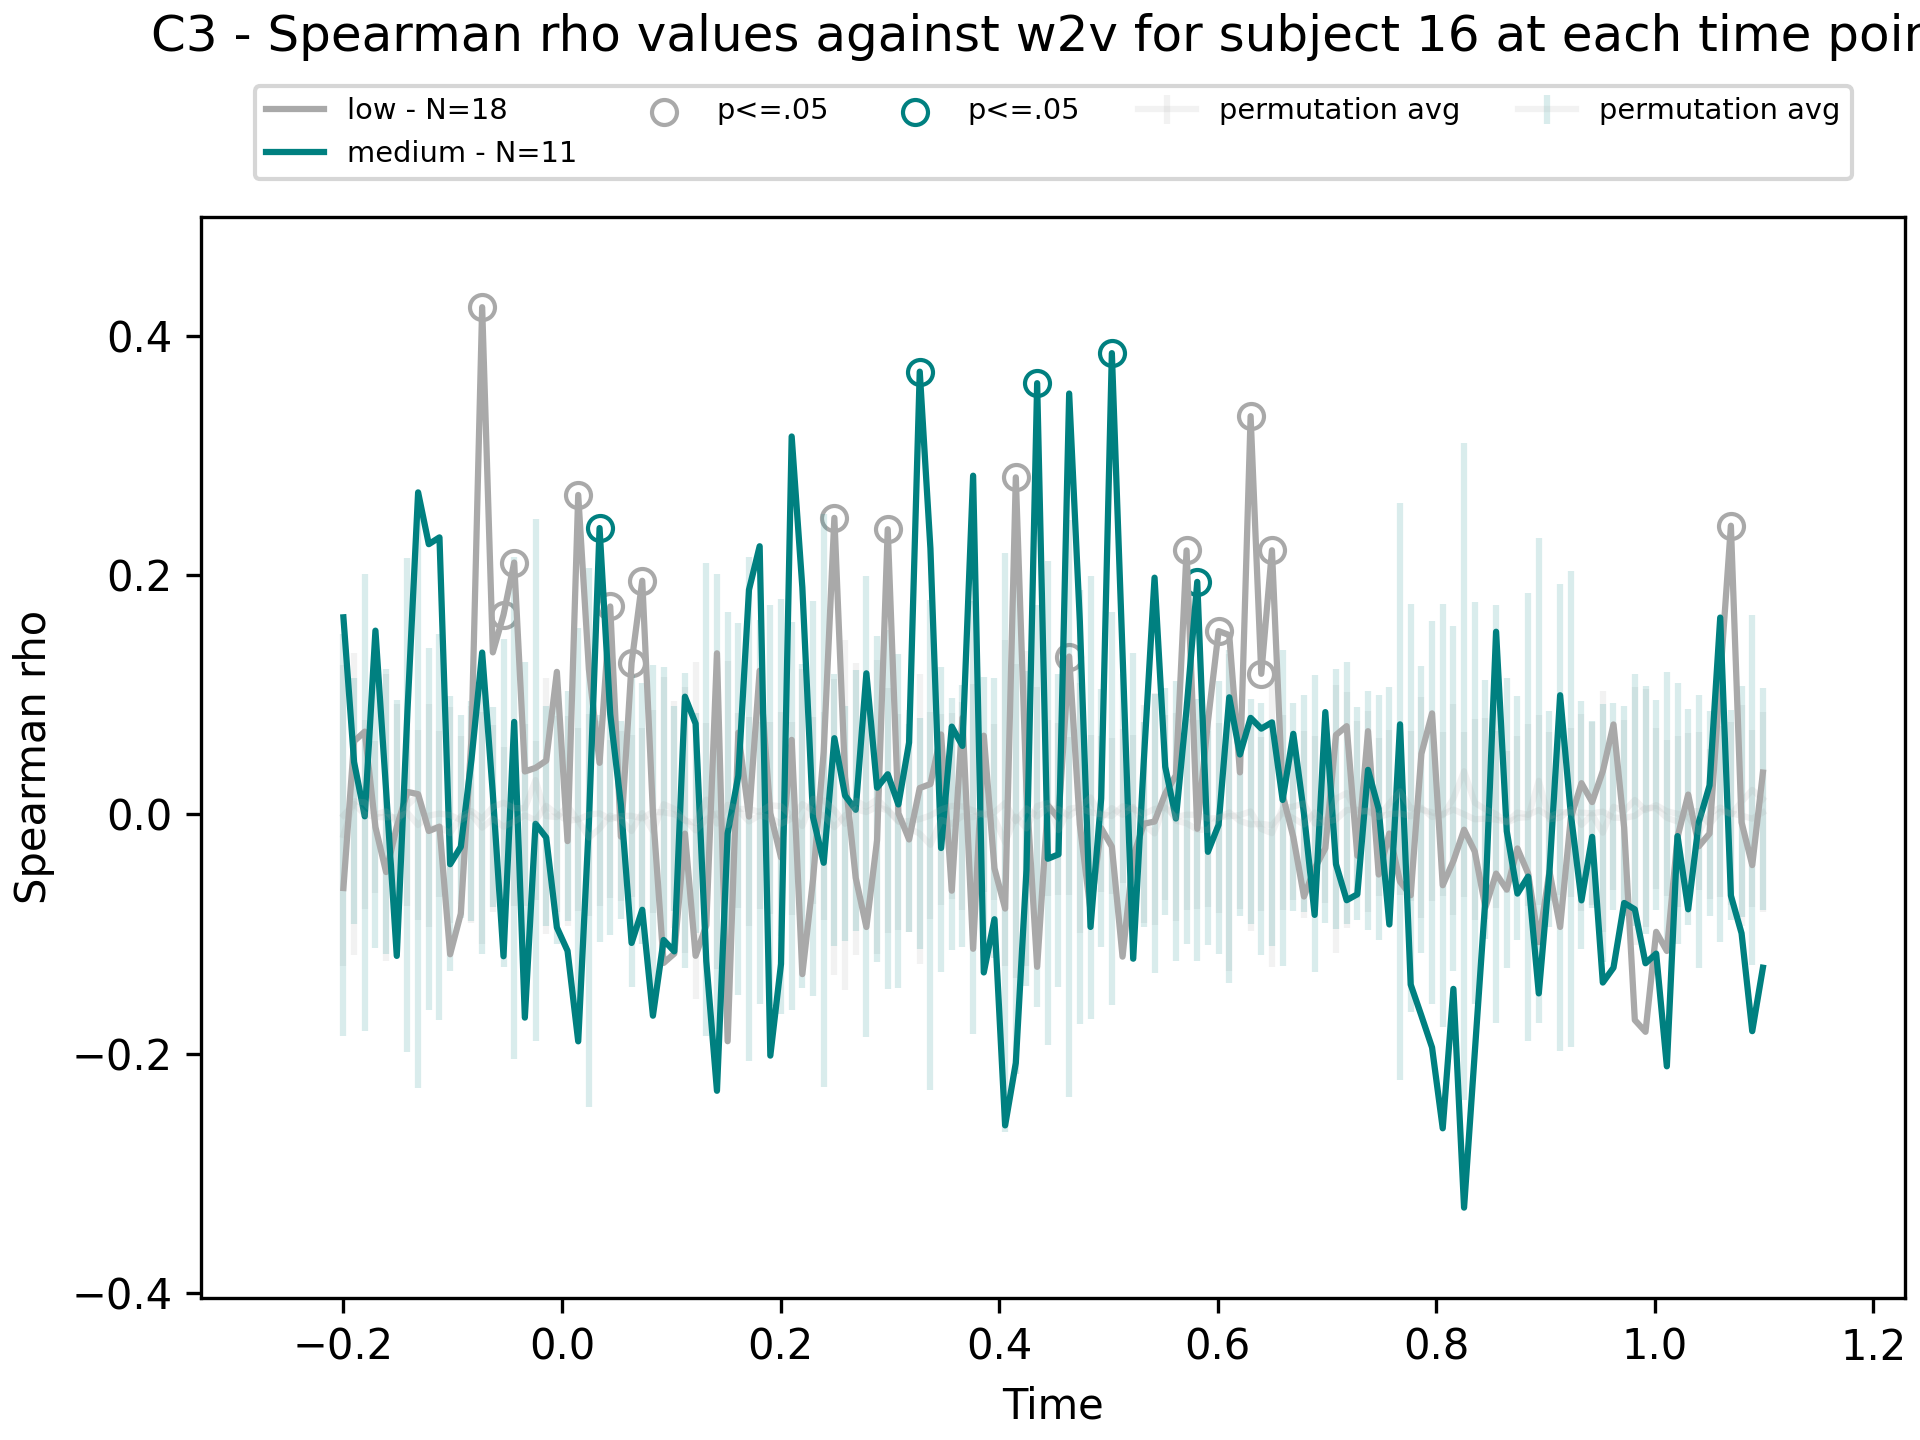 C3 - Spearman rho values against w2v for subject 16 at each time poin
low - N=18
medium - N=11
p<=.05
p<=.05
permutation avg
permutation avg
Spearman rho
0.4
0.2
0.0
−0.2
−0.4
−0.2 0.0 0.2 0.4 0.6 0.8 1.0 1.2
Time